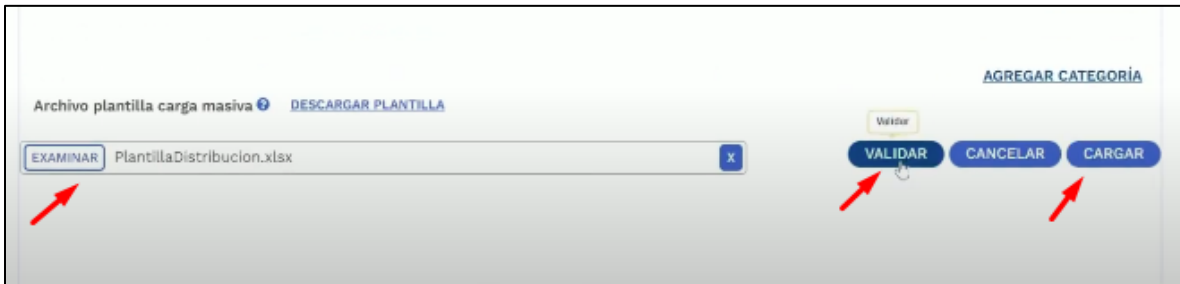 AGREGAR CATEGORÍA
Archivo plantilla carga masiva ? DESCARGAR PLANTILLA
Validar
EXAMINAR PlantillaDistribucion.xlsx X VALIDAR CANCELAR CARGAR